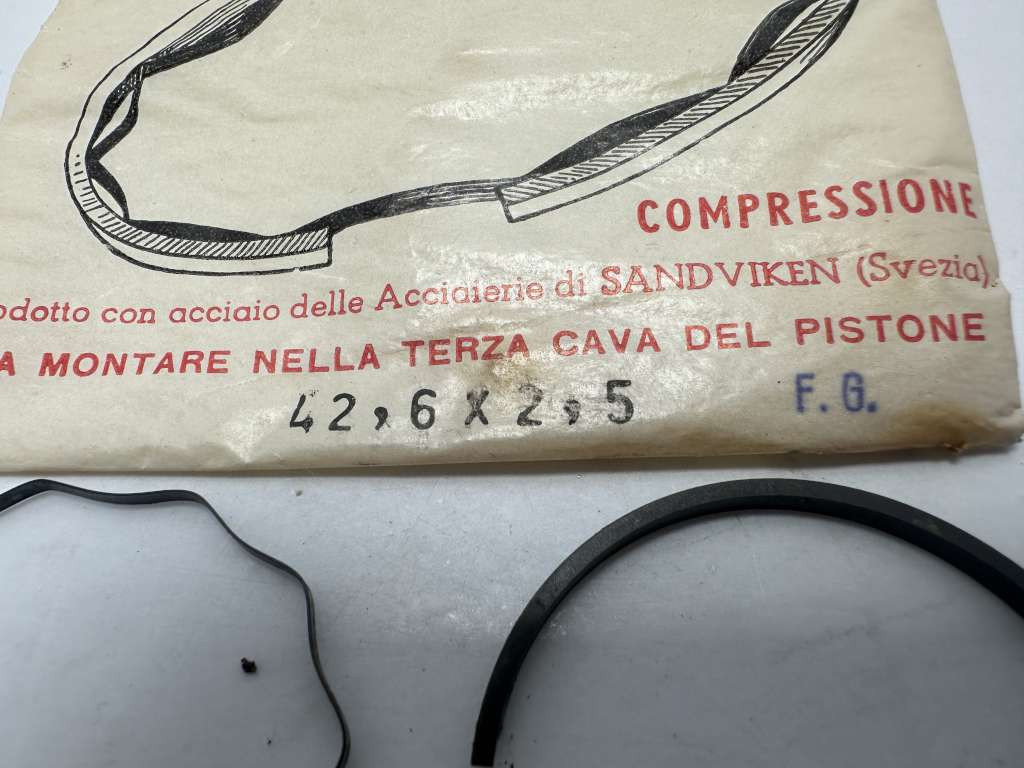 COMPRESSIONE
odotto con acciaio delle Acciaierie di SANDVIKEN (Svezia).
A MONTARE NELLA TERZA CAVA DEL PISTONE
42,6 X 2,5 F. G.